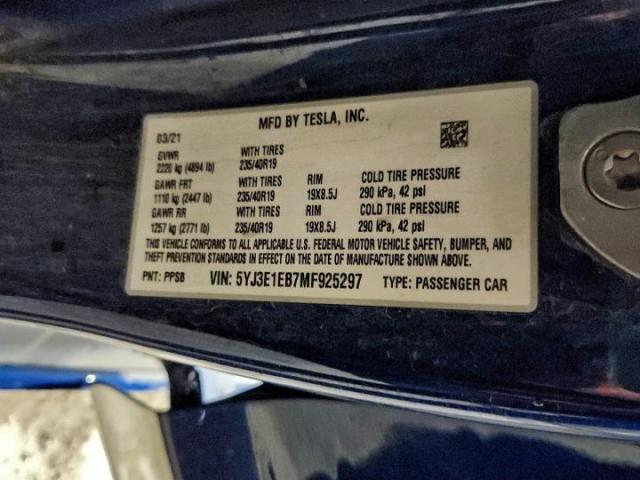 MFD BY TESLA, INC.
03/21
GVWR WITH TIRES
2220 kg (4894 lb) 235/40R19
GAWR FRT WITH TIRES RIM COLD TIRE PRESSURE
1110 kg (2447 lb) 235/40R19 19X8.5J 290 kPa, 42 psi
GAWR RR WITH TIRES RIM COLD TIRE PRESSURE
1257 kg (2771 lb) 235/40R19 19X8.5J 290 kPa, 42 psi
THIS VEHICLE CONFORMS TO ALL APPLICABLE U.S. FEDERAL MOTOR VEHICLE SAFETY, BUMPER, AND
THEFT PREVENTION STANDARDS IN EFFECT ON THE DATE OF MANUFACTURE SHOWN ABOVE.
PNT: PPSB VIN: 5YJ3E1EB7MF925297 TYPE: PASSENGER CAR